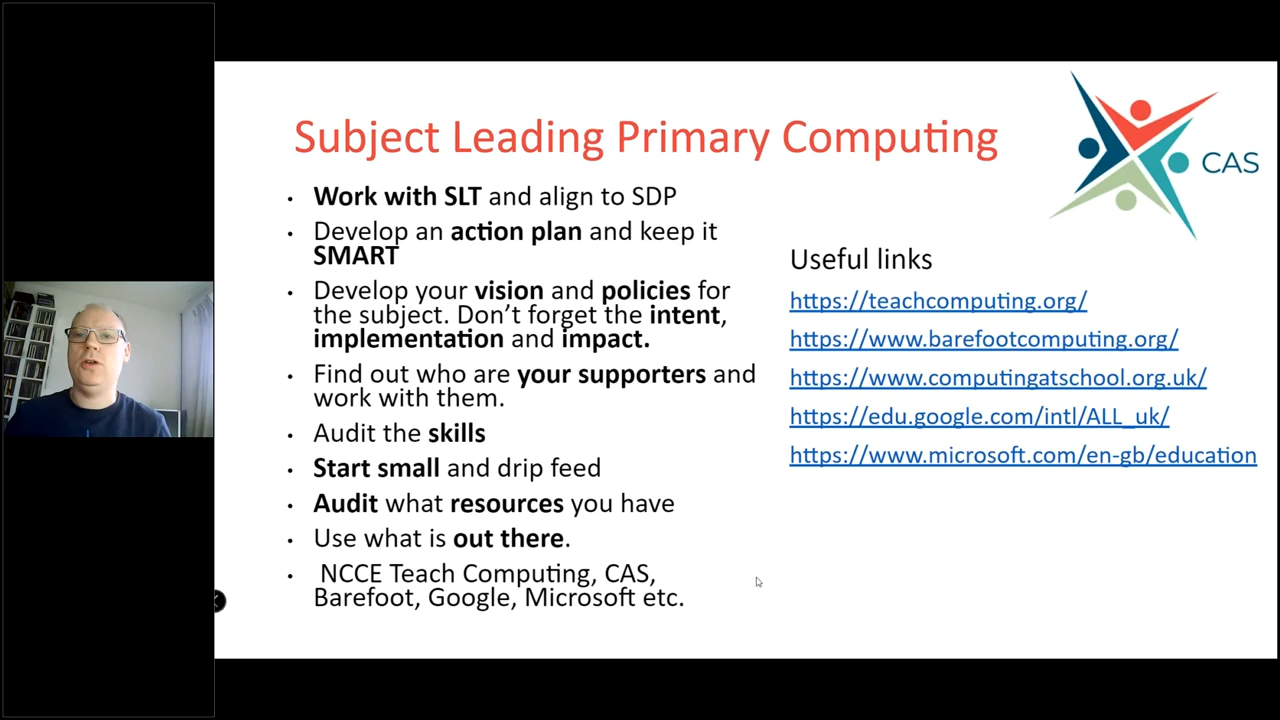 Subject Leading Primary Computing
CAS
• Work with SLT and align to SDP
• Develop an action plan and keep it
SMART
• Develop your vision and policies for
the subject. Don’t forget the intent,
implementation and impact.
• Find out who are your supporters and
work with them.
• Audit the skills
• Start small and drip feed
• Audit what resources you have
• Use what is out there.
• NCCE Teach Computing, CAS,
Barefoot, Google, Microsoft etc.
Useful links
https://teachcomputing.org/
https://www.barefootcomputing.org/
https://www.computingatschool.org.uk/
https://edu.google.com/intl/ALL_uk/
https://www.microsoft.com/en-gb/education